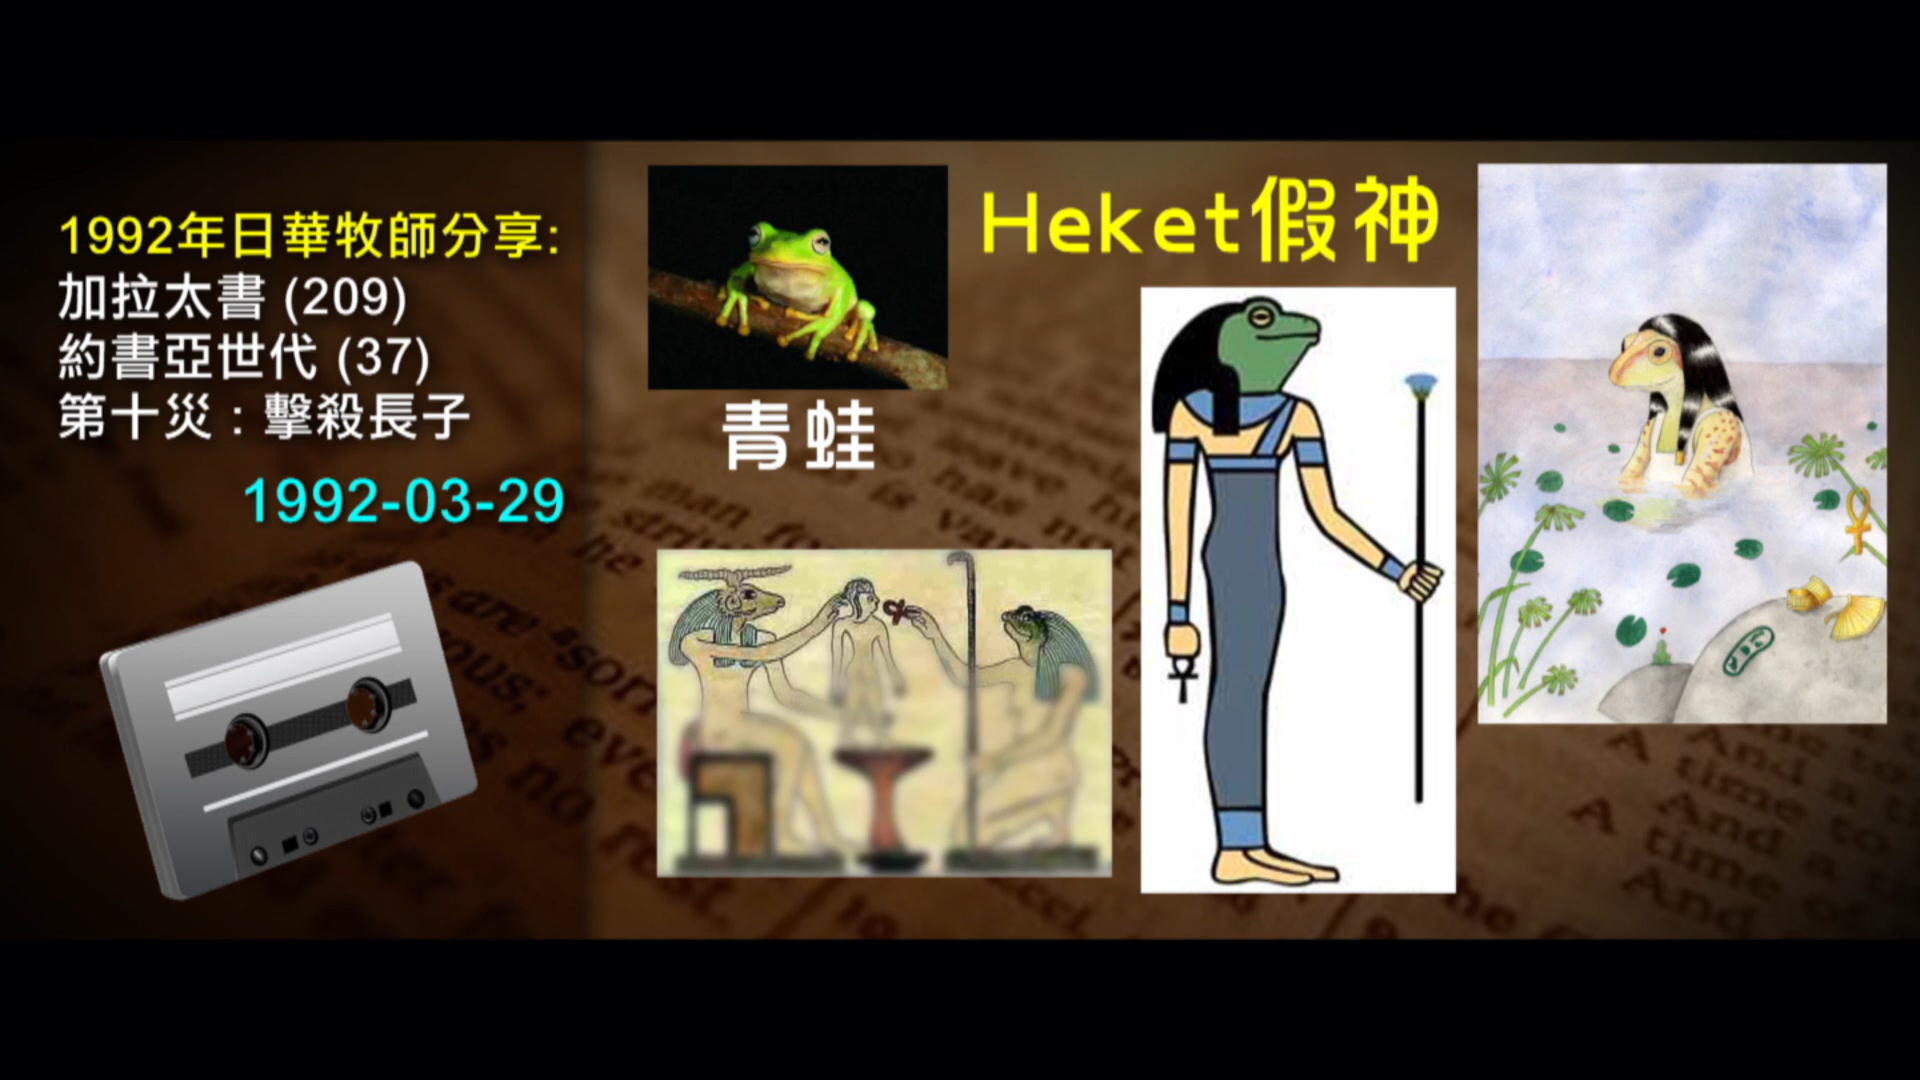 1992年日華牧師分享:
加拉太書 (209)
約書亞世代 (37)
第十災：擊殺長子
1992-03-29
青蛙
Heket假神